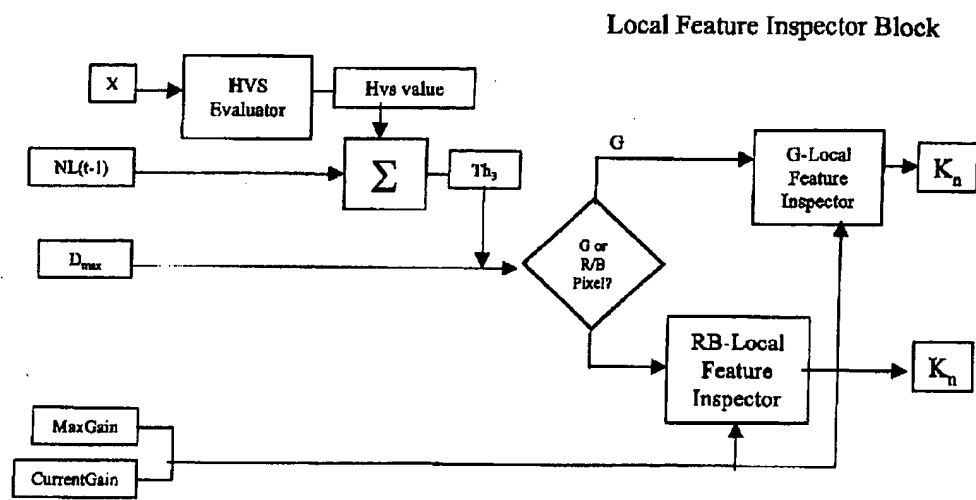 Local Feature Inspector Block
X
HVS
Evaluator
Hvs value
NL(t-1)
Σ
Th3
G
G-Local
Feature
Inspector
Kn
Dmax
G or
R/B
Pixel?
RB-Local
Feature
Inspector
Kn
MaxGain
CurrentGain